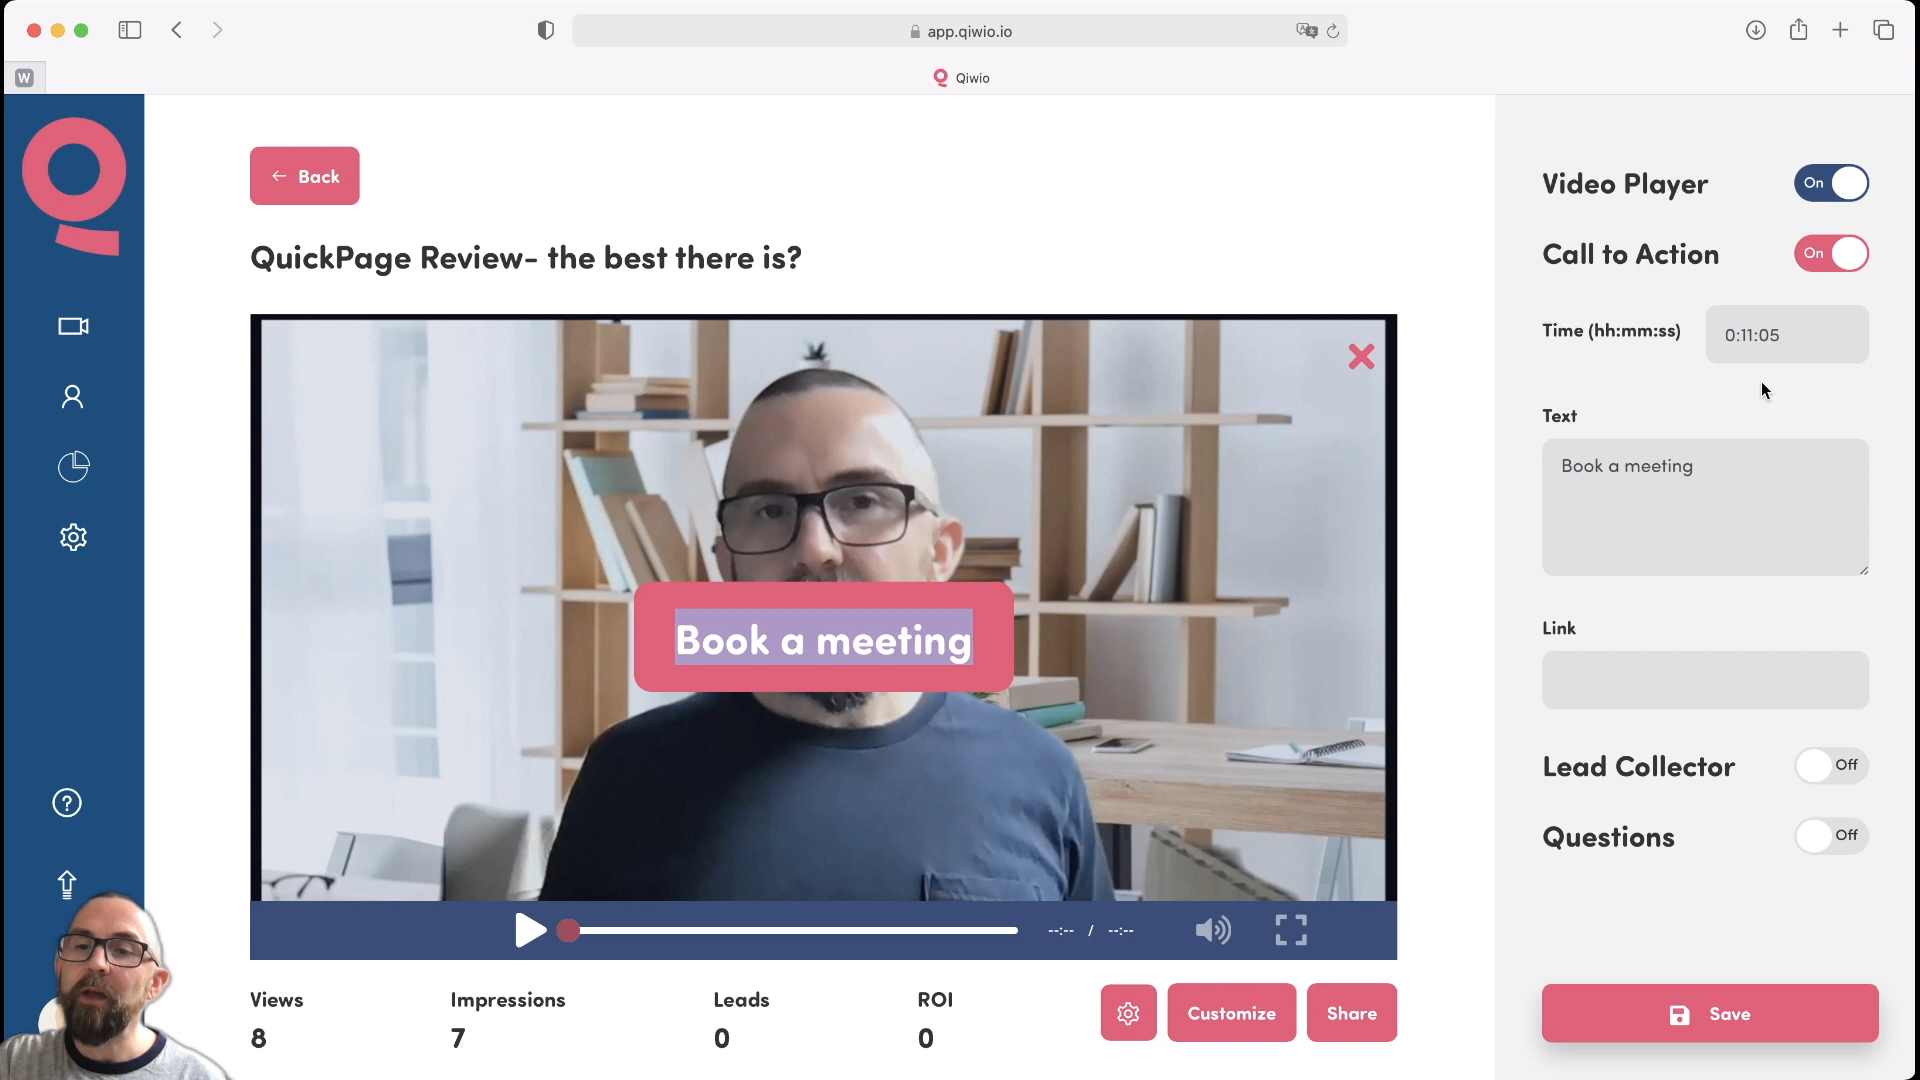 app.qiwio.io
W
Qiwio
← Back
QuickPage Review- the best there is?
Book a meeting
--:-- / --:--
Views
8
Impressions
7
Leads
0
ROI
0
Customize
Share
Video Player
On
Call to Action
On
Time (hh:mm:ss)
0:11:05
Text
Book a meeting
Link
Lead Collector
Off
Questions
Off
Save